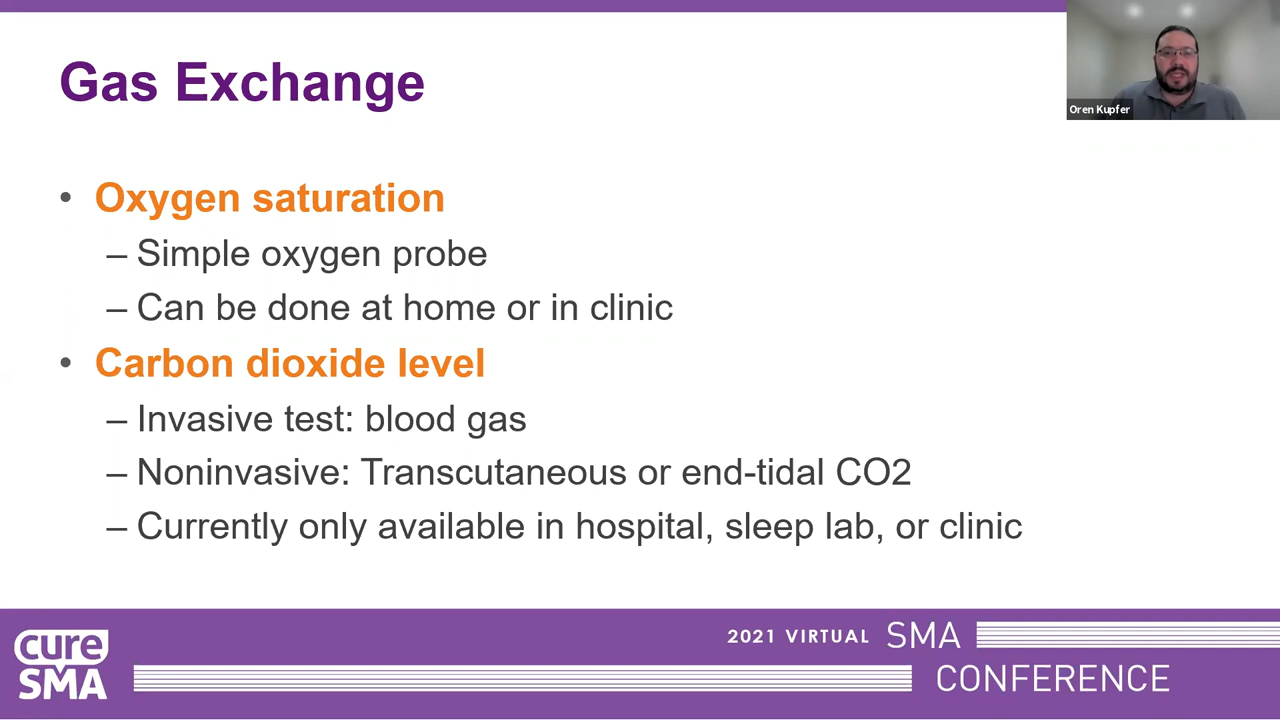 Gas Exchange
Oren Kupfer
• Oxygen saturation
– Simple oxygen probe
– Can be done at home or in clinic
• Carbon dioxide level
– Invasive test: blood gas
– Noninvasive: Transcutaneous or end-tidal CO2
– Currently only available in hospital, sleep lab, or clinic
2021 VIRTUAL SMA
CONFERENCE
cure
SMA